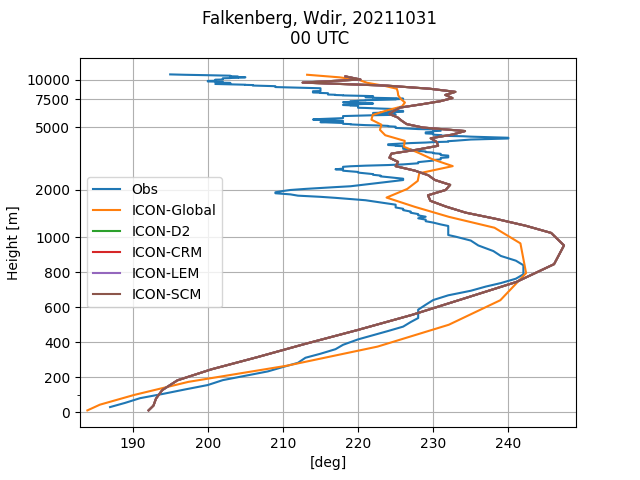 Falkenberg, Wdir, 20211031
00 UTC
Height [m]
10000
7500
5000
2000
1000
800
600
400
200
0
Obs
ICON-Global
ICON-D2
ICON-CRM
ICON-LEM
ICON-SCM
190 200 210 220 230 240
[deg]